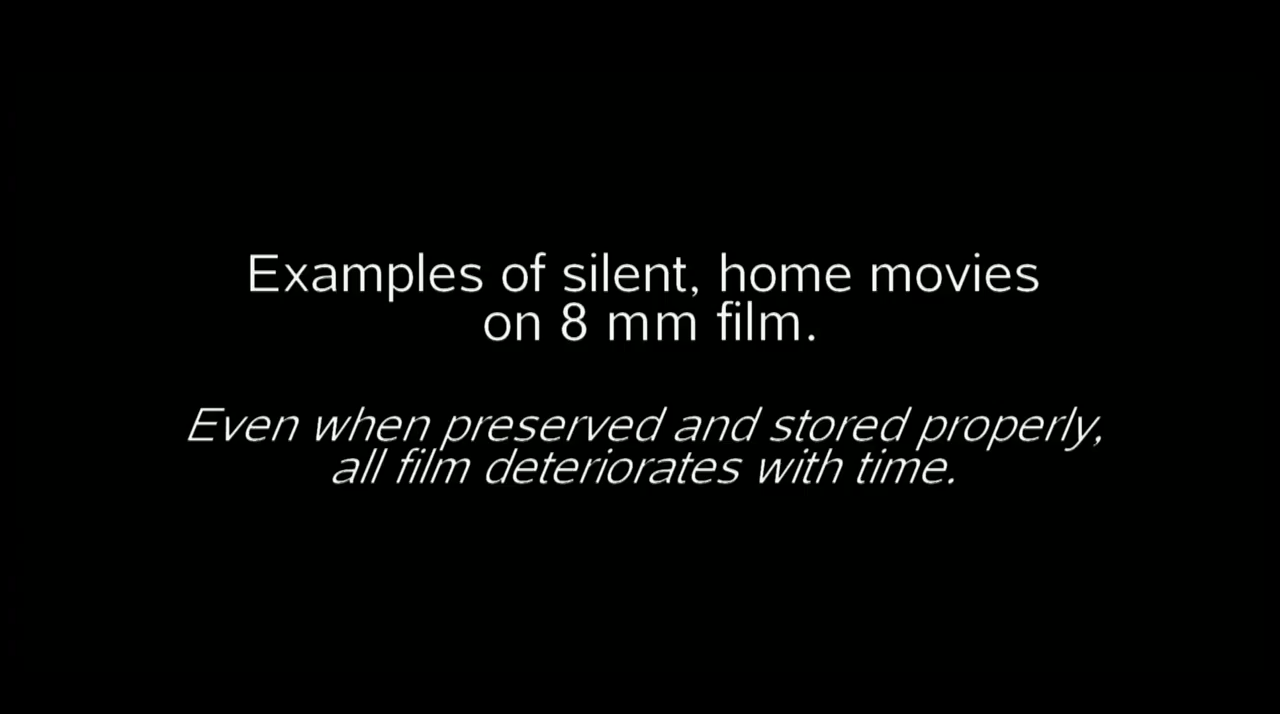 Examples of silent, home movies
on 8 mm film.
Even when preserved and stored properly,
all film deteriorates with time.